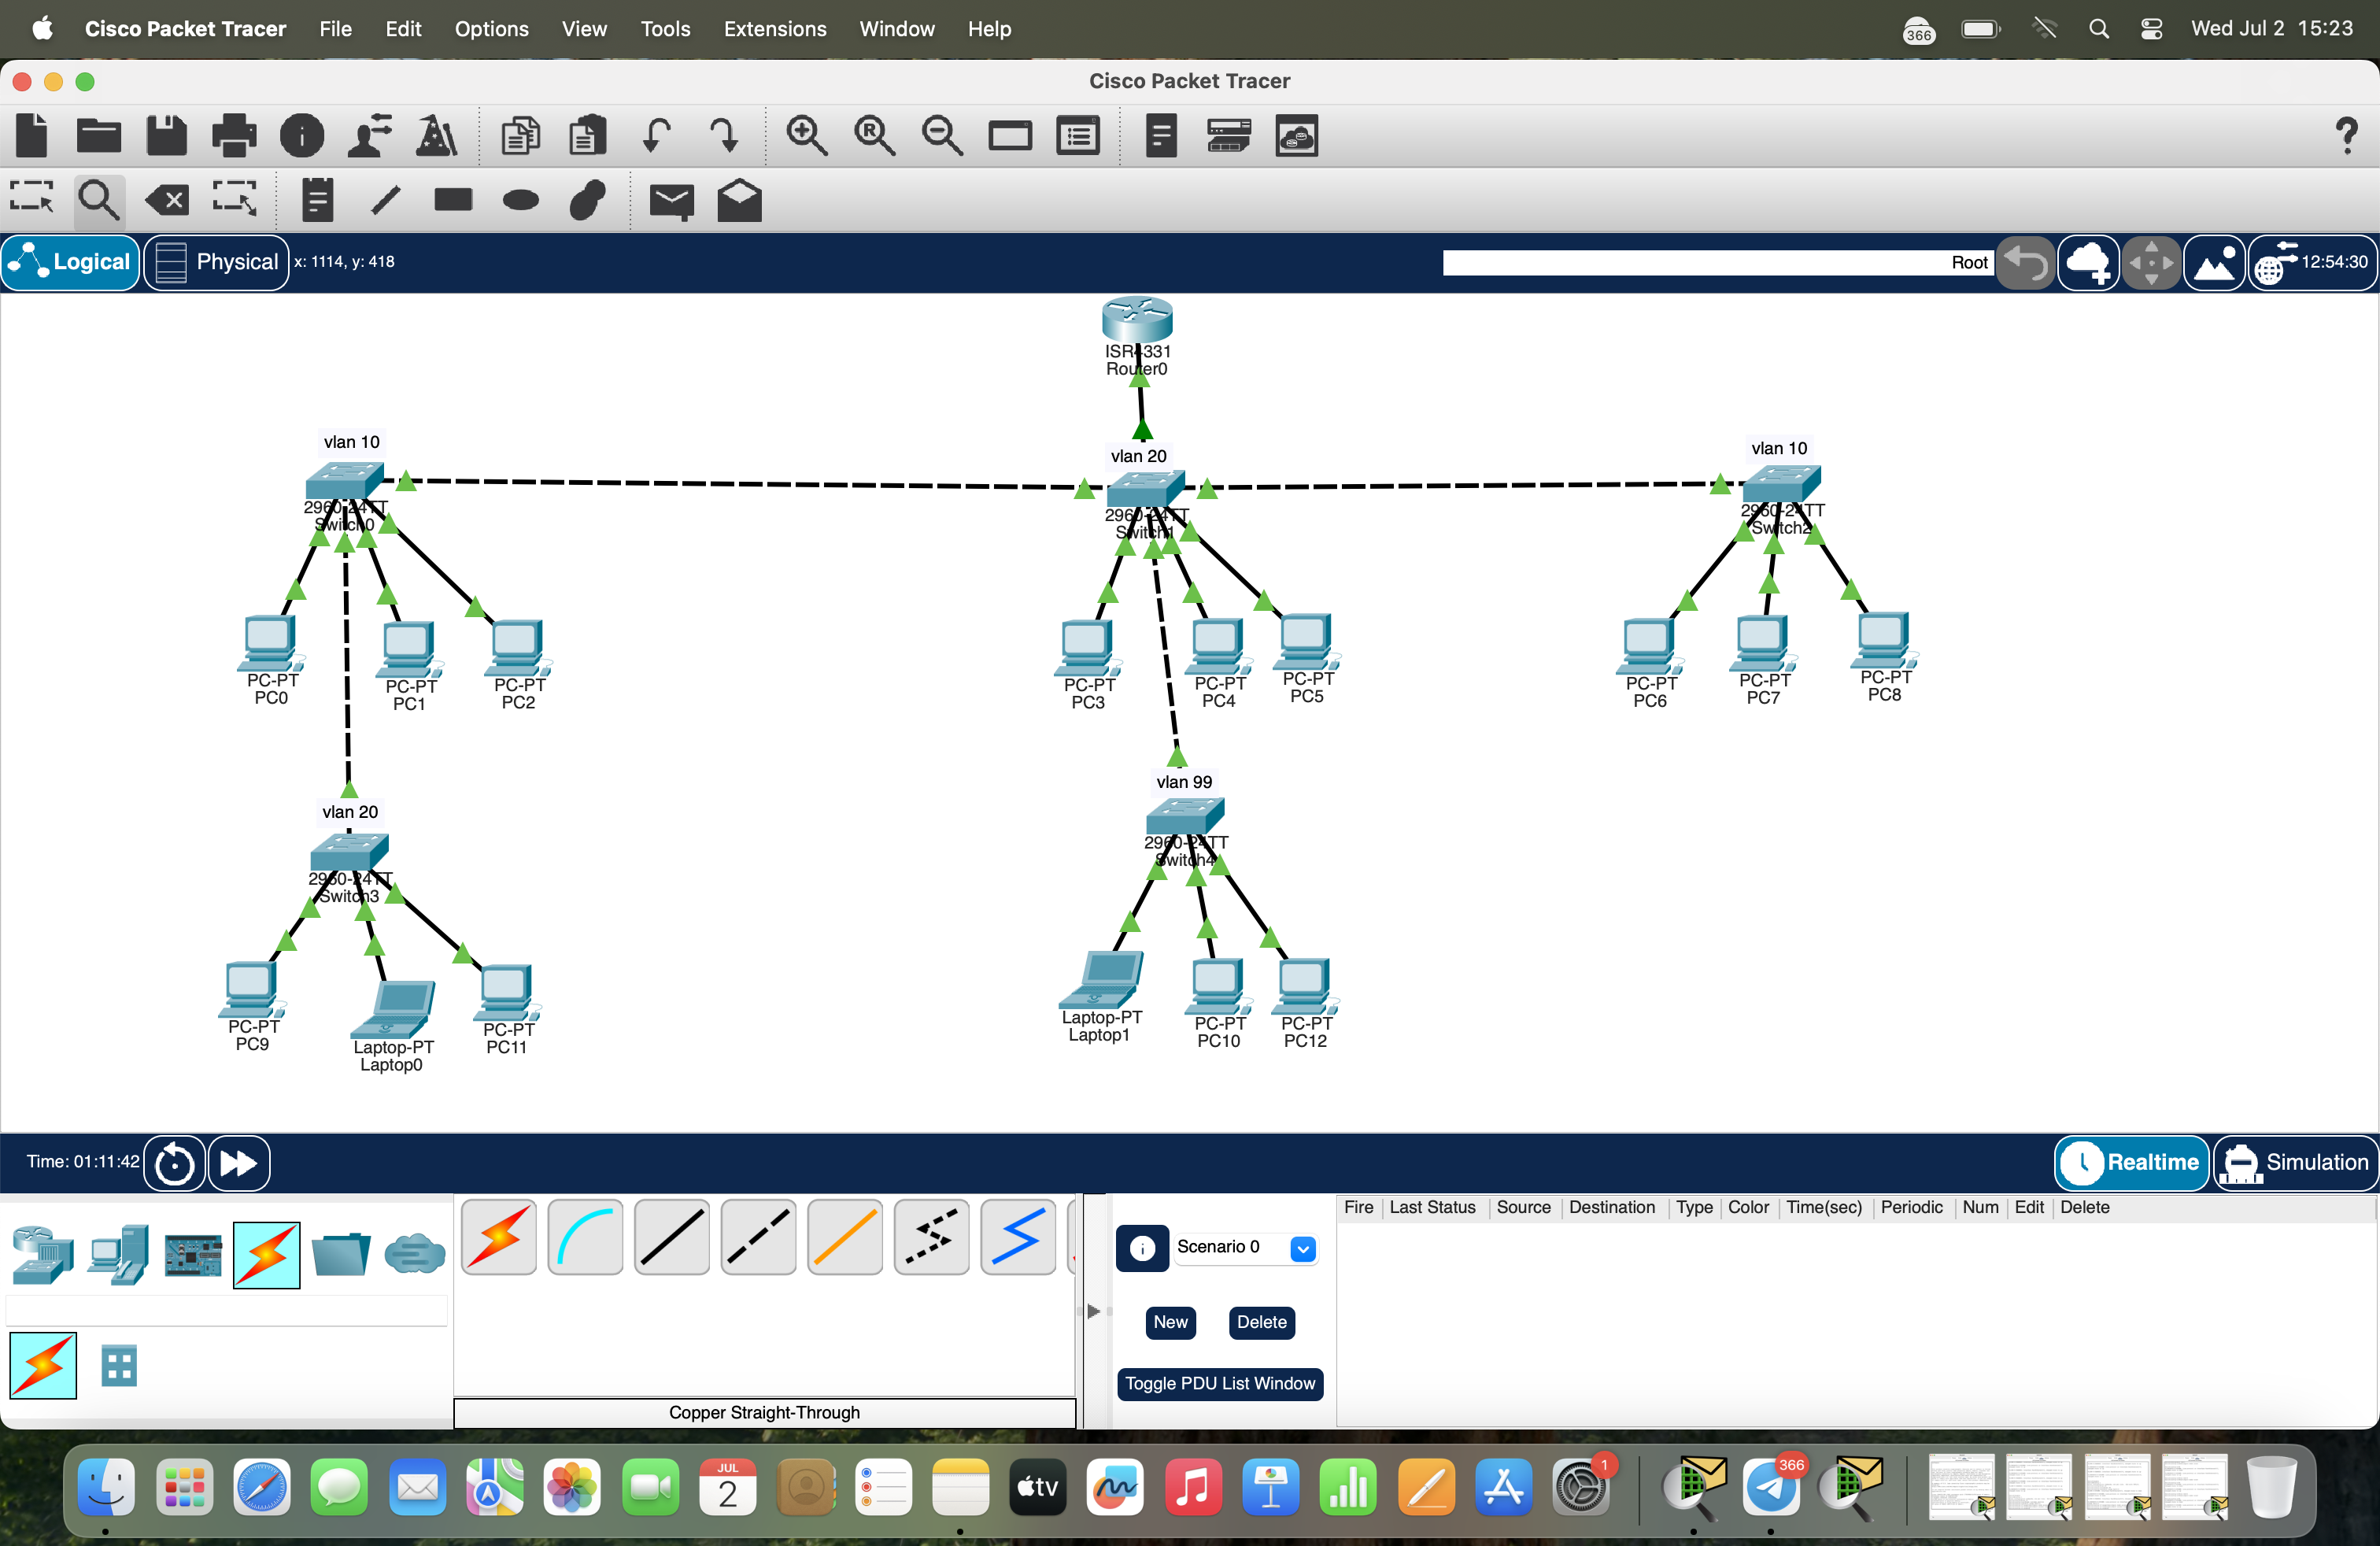 Cisco Packet Tracer File Edit Options View Tools Extensions Window Help
366
Wed Jul 2 15:23
Cisco Packet Tracer
Logical
Physical
x: 1114, y: 418
Root
12:54:30
ISR4331
Router0
vlan 10
2960-24TT
Switch0
vlan 20
2960-24TT
Switch1
vlan 10
2960-24TT
Switch2
PC-PT
PC0
PC-PT
PC1
PC-PT
PC2
PC-PT
PC3
PC-PT
PC4
PC-PT
PC5
PC-PT
PC6
PC-PT
PC7
PC-PT
PC8
vlan 20
2960-24TT
Switch3
vlan 99
2960-24TT
Switch4
PC-PT
PC9
Laptop-PT
Laptop0
PC-PT
PC11
Laptop-PT
Laptop1
PC-PT
PC10
PC-PT
PC12
Time: 01:11:42
Realtime
Simulation
Fire Last Status Source Destination Type Color Time(sec) Periodic Num Edit Delete
Scenario 0
New
Delete
Toggle PDU List Window
Copper Straight-Through
JUL
2
tv
1
366